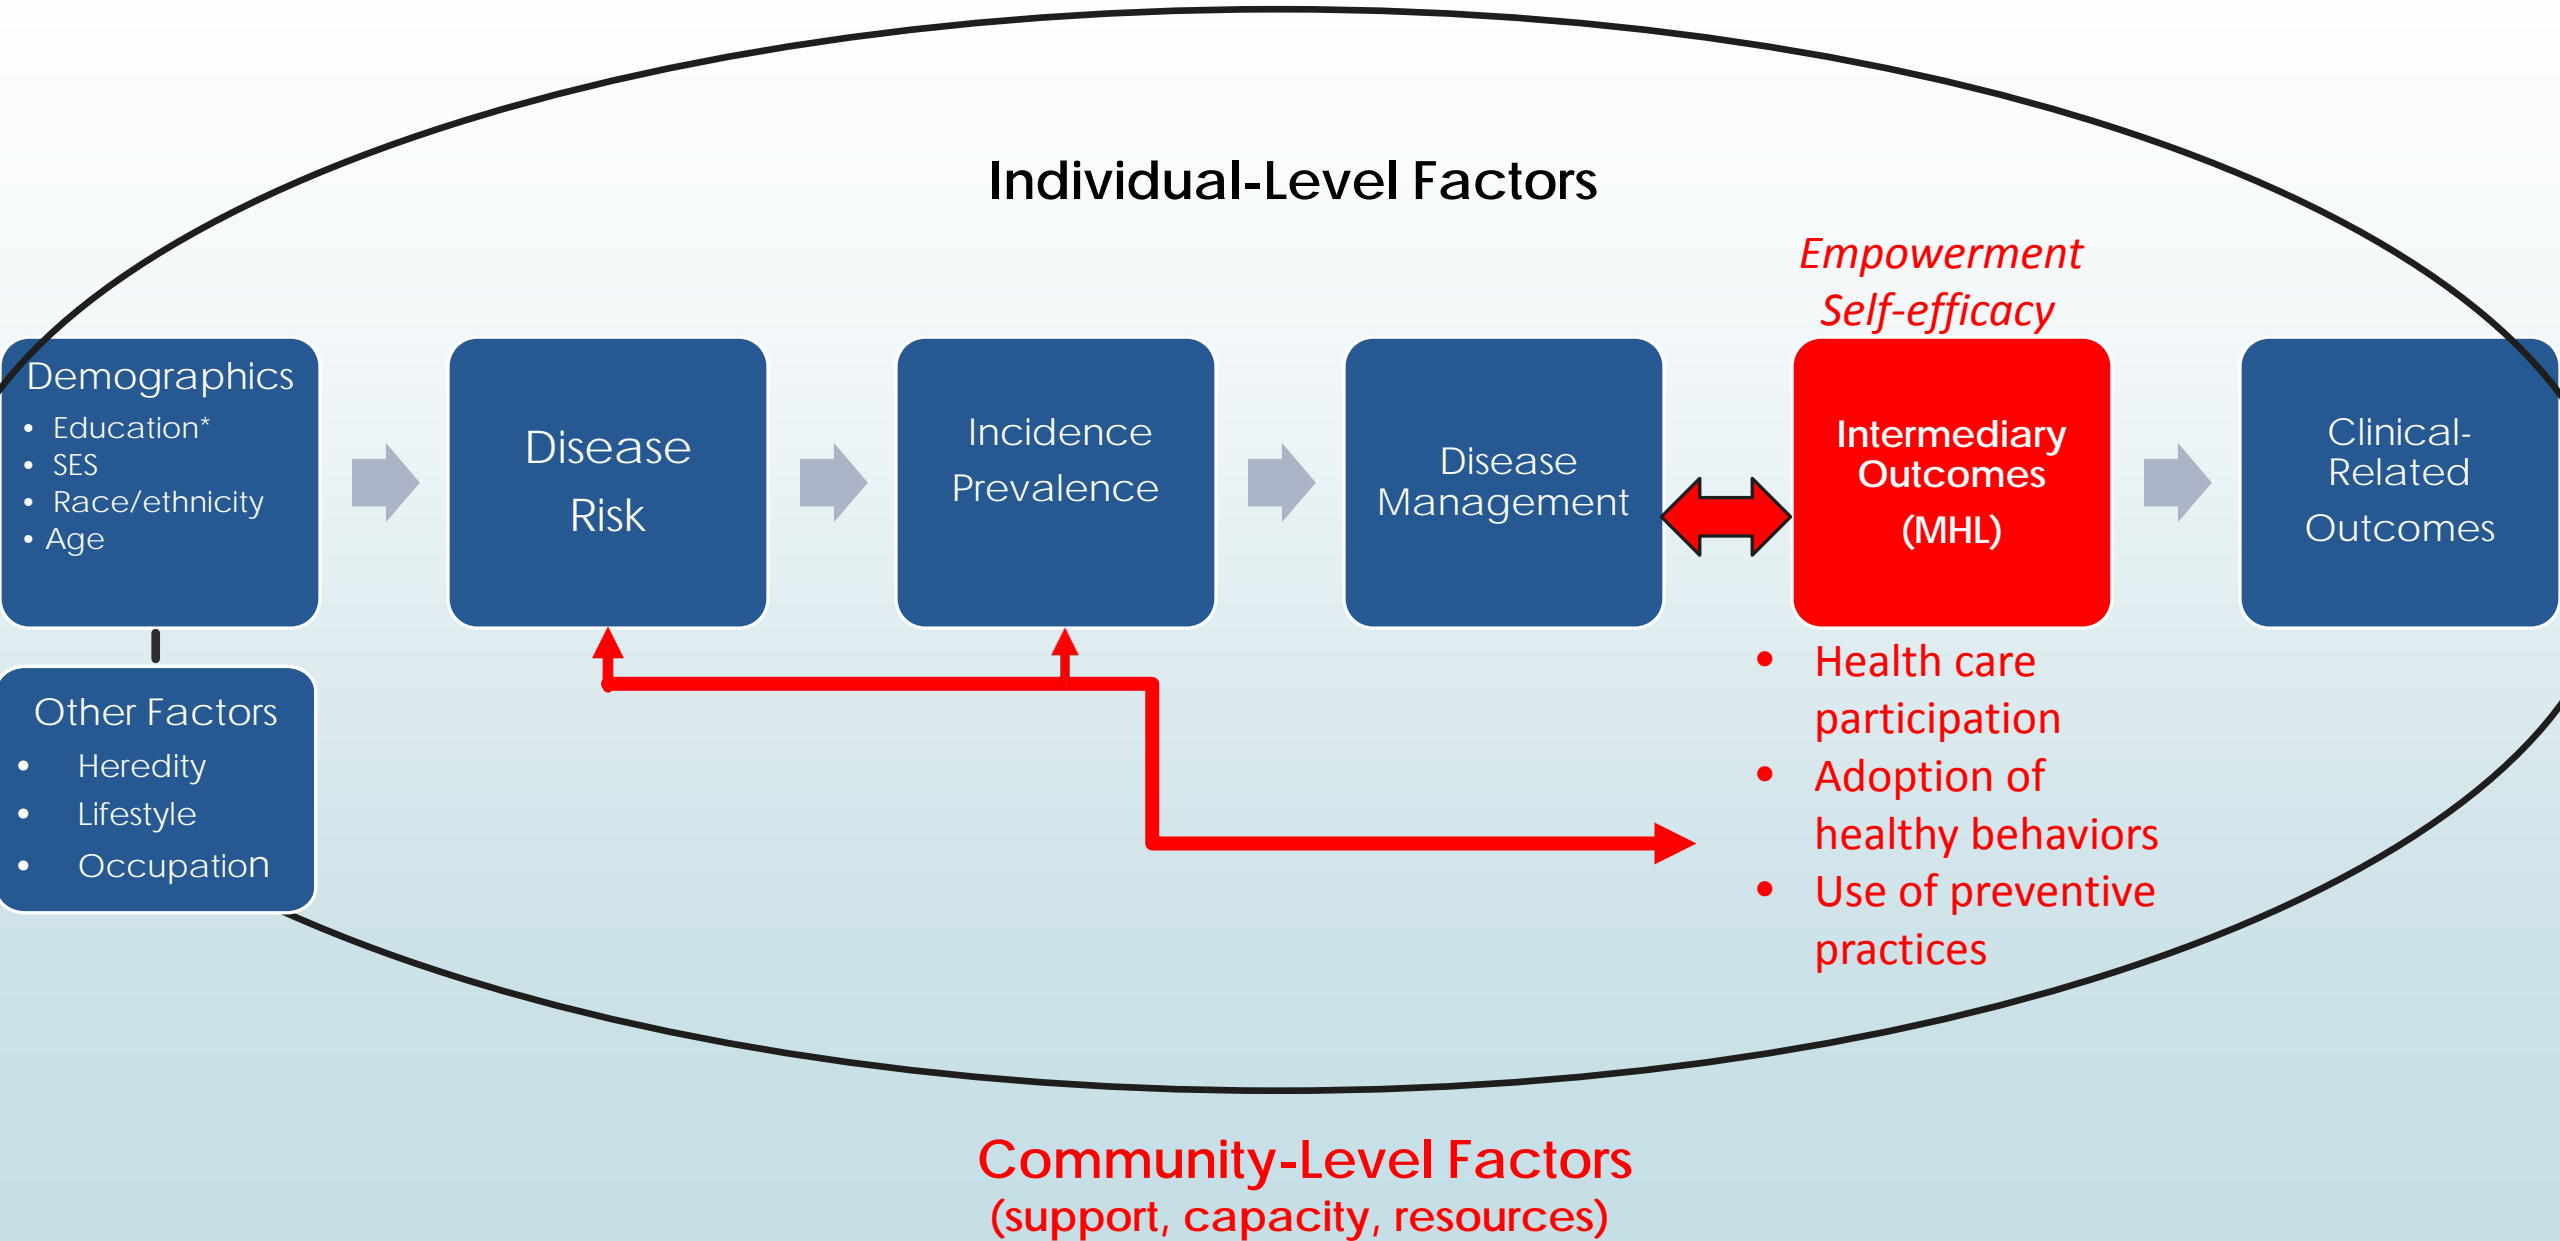 Individual-Level Factors
Empowerment
Self-efficacy
Demographics
• Education*
• SES
• Race/ethnicity
• Age
Disease
Risk
Incidence
Prevalence
Disease
Management
Intermediary
Outcomes
(MHL)
Clinical-
Related
Outcomes
Other Factors
• Heredity
• Lifestyle
• Occupation
• Health care
participation
• Adoption of
healthy behaviors
• Use of preventive
practices
Community-Level Factors
(support, capacity, resources)